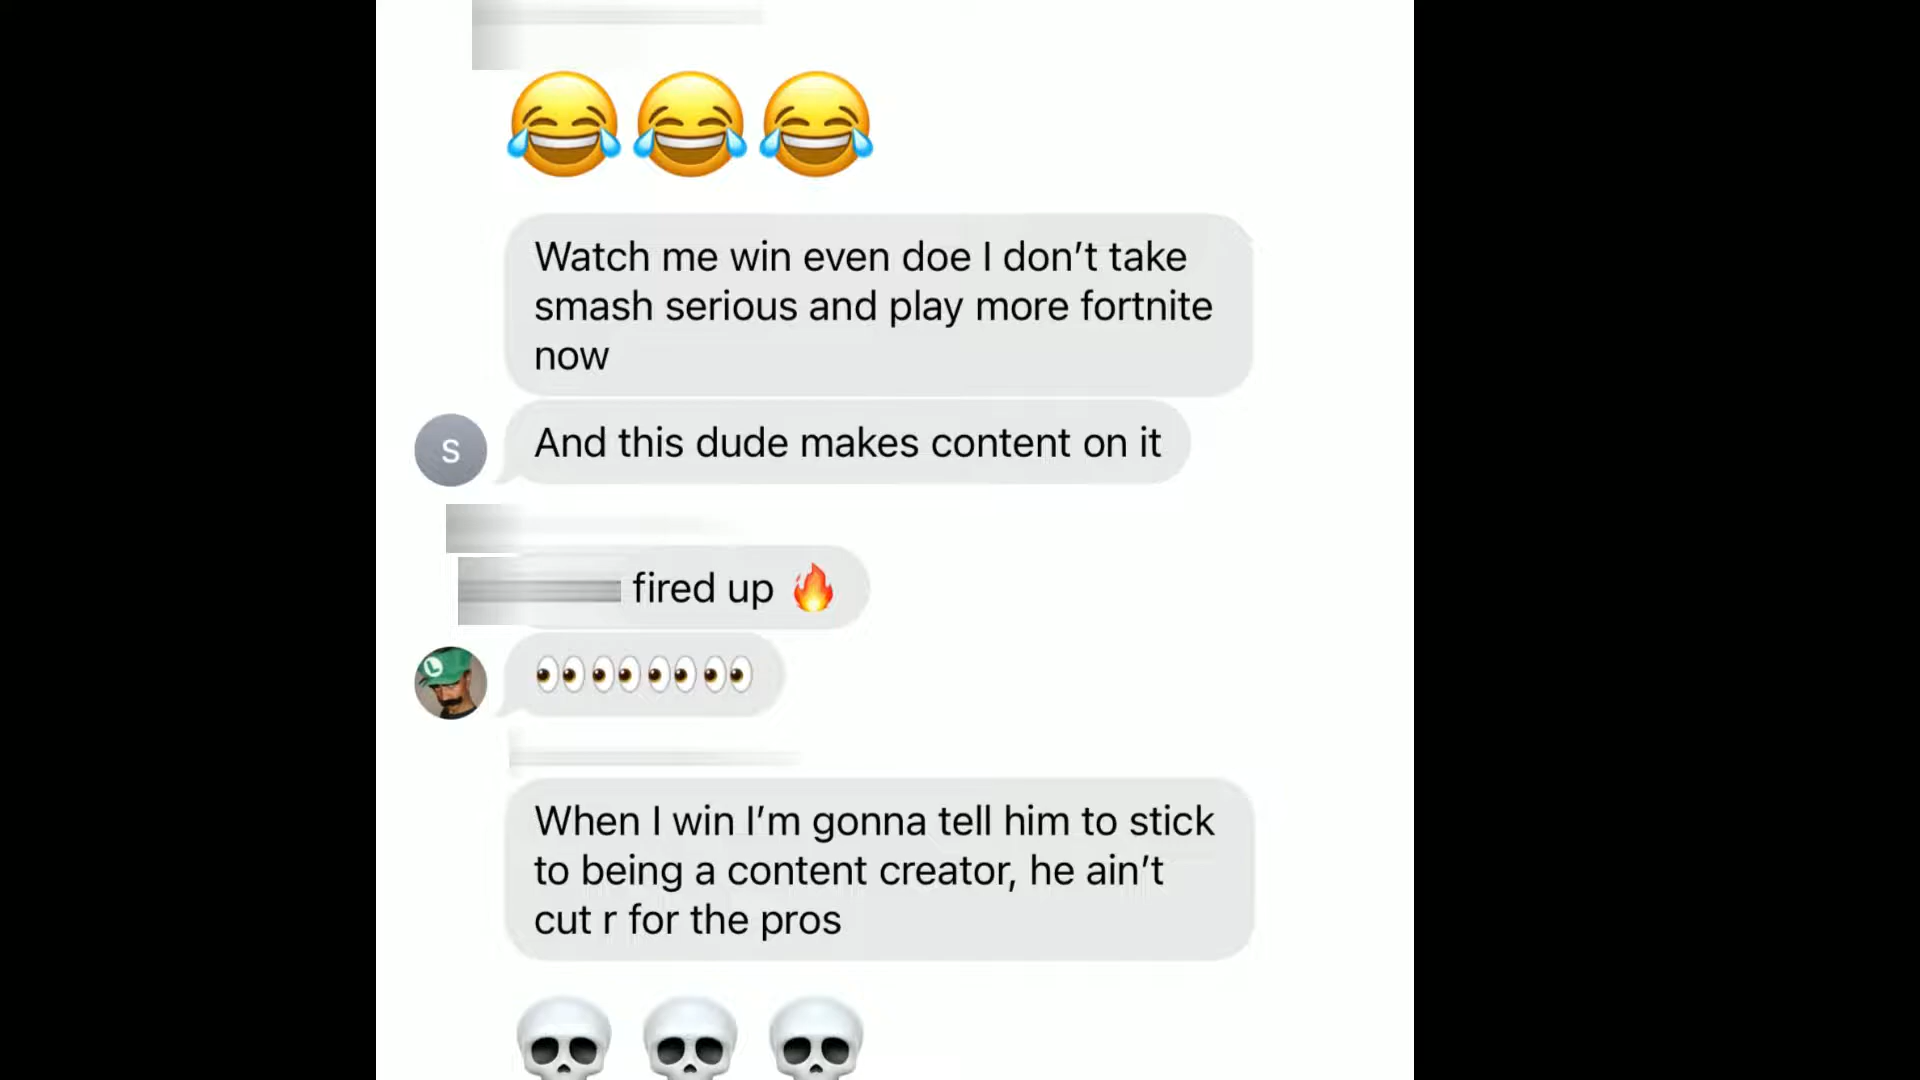 😂😂😂
Watch me win even doe I don’t take
smash serious and play more fortnite
now
And this dude makes content on it
S
fired up 🔥
L
👀👀👀👀
When I win I’m gonna tell him to stick
to being a content creator, he ain’t
cut r for the pros
💀💀💀